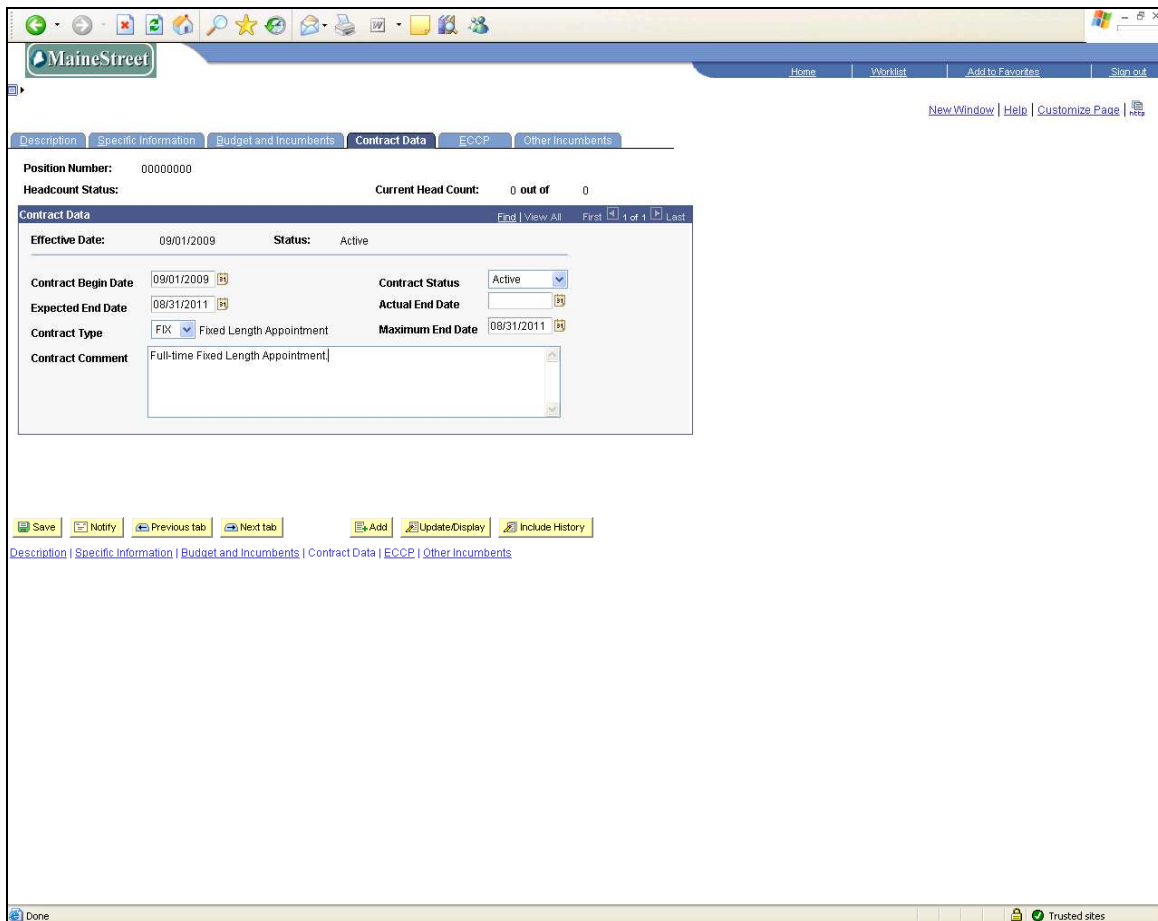 MaineStreet
Home Worklist Add to Favorites Sign out
New Window | Help | Customize Page | http
Description Specific Information Budget and Incumbents Contract Data ECCP Other Incumbents
Position Number: 00000000
Headcount Status: Current Head Count: 0 out of 0
Contract Data Find | View All First 1 of 1 Last
Effective Date: 09/01/2009 Status: Active
Contract Begin Date 09/01/2009 Contract Status Active
Expected End Date 08/31/2011 Actual End Date
Contract Type FIX Fixed Length Appointment Maximum End Date 08/31/2011
Contract Comment Full-time Fixed Length Appointment.
Save Notify Previous tab Next tab Add Update/Display Include History
Description | Specific Information | Budget and Incumbents | Contract Data | ECCP | Other Incumbents
Done Trusted sites